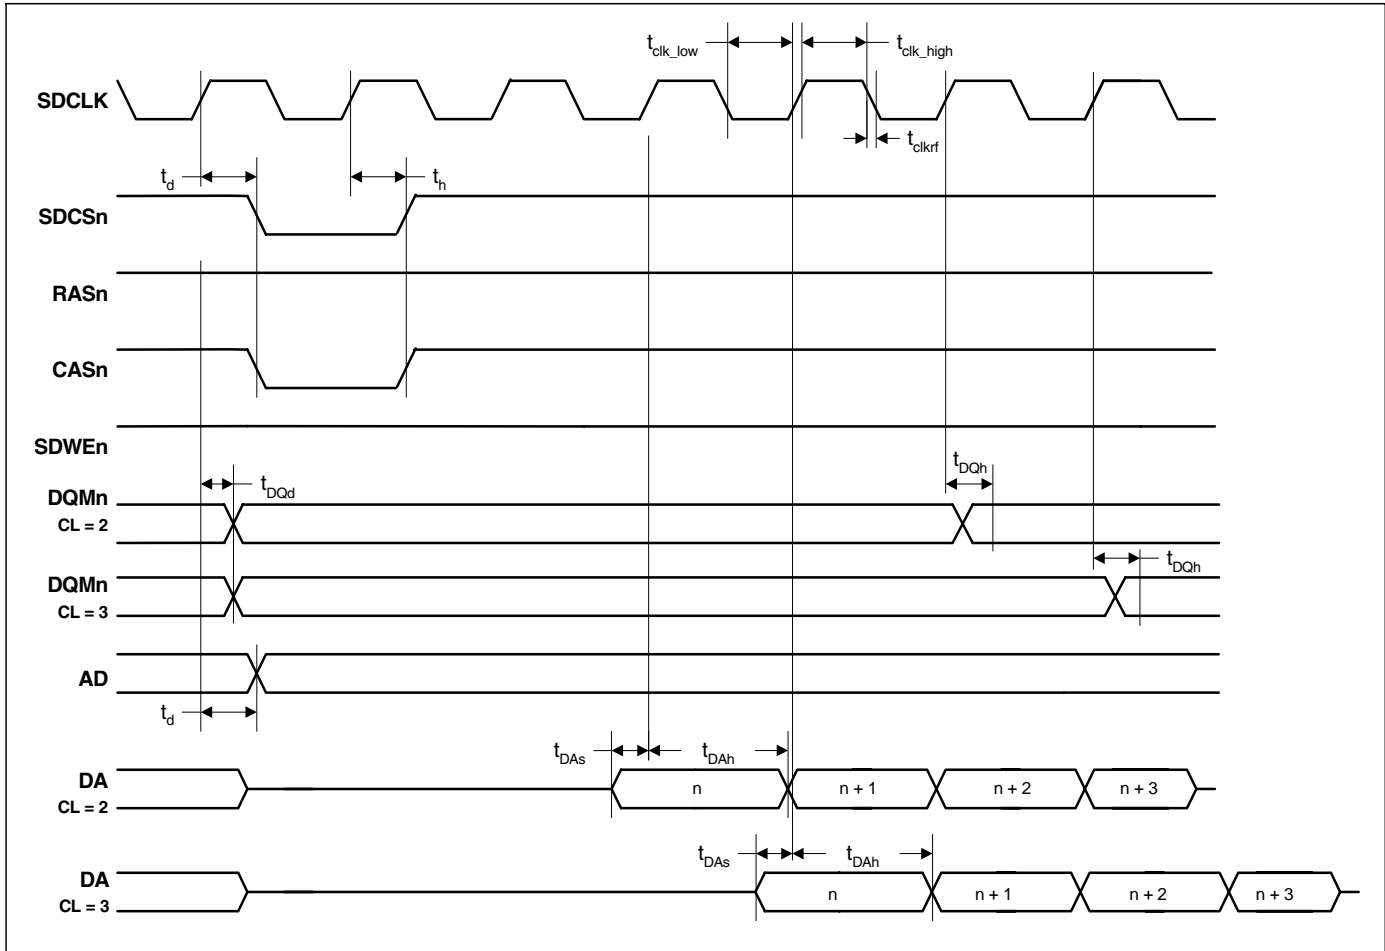 t_clk_low
t_clk_high
SDCLK
t_clkrf
t_d
t_h
SDCSn
RASn
CASn
SDWEn
t_DQh
DQMn
t_DQd
CL = 2
t_DQh
DQMn
CL = 3
AD
t_d
t_DAs
t_DAh
DA
n
n + 1
n + 2
n + 3
CL = 2
t_DAs
t_DAh
DA
n
n + 1
n + 2
n + 3
CL = 3